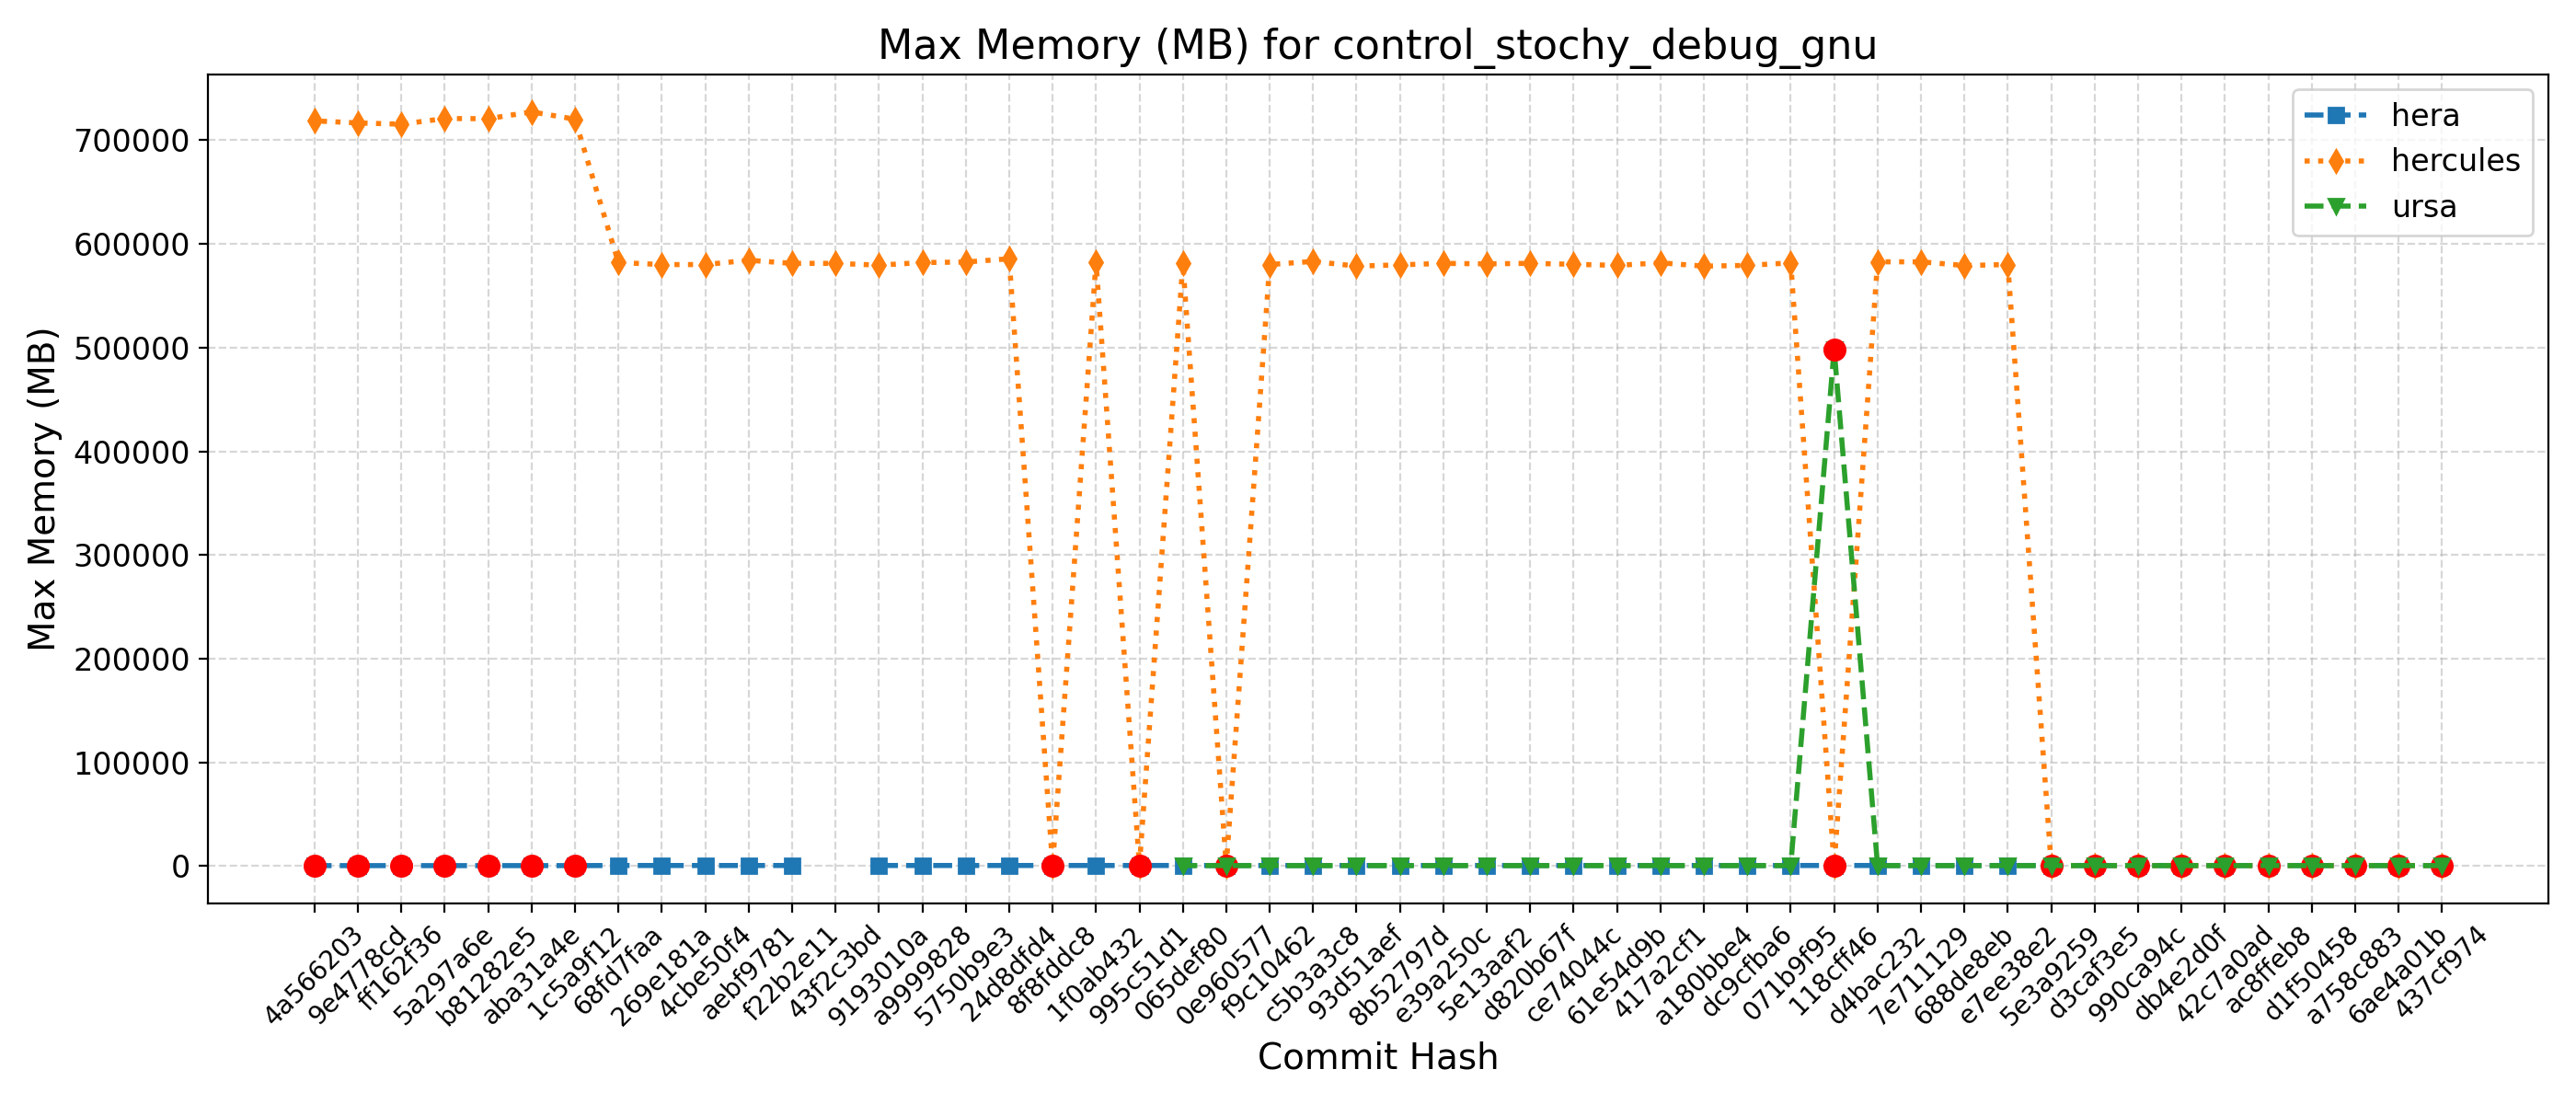 Max Memory (MB) for control_stochy_debug_gnu
hera
hercules
ursa
Max Memory (MB)
700000
600000
500000
400000
300000
200000
100000
0
4a566203
9e4778cd
ff162f36
5a297a6e
b81282e5
aba31a4e
1c5a9f12
68fd7faa
269e181a
4cbe50f4
aebf9781
f22b2e11
43f2c3bd
9193010a
a9999828
5750b9e3
24d8dfd4
8f8fddc8
1f0ab432
995c51d1
065def80
0e960577
f9c10462
c5b3a3c8
93d51aef
8b52797d
e39a250c
5e13aaf2
d820b67f
ce74044c
61e54d9b
417a2cf1
a180bbe4
dc9cfba6
071b9f95
118cff46
d4bac232
7e711129
688de8eb
e7ee38e2
5e3a9259
d3caf3e5
990ca94c
db4e2d0f
42c7a0ad
ac8ffeb8
d1f50458
a758c883
6ae4a01b
437cf974
Commit Hash